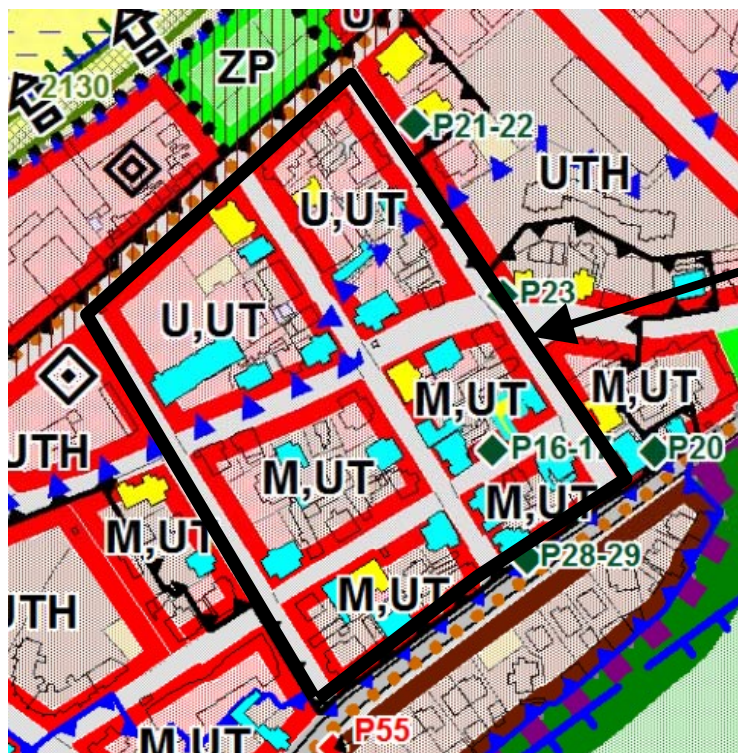 U
ZP
2130
P21-22
UTH
U,UT
P23
U,UT
M,UT
M,UT
UTH
P16-17
P20
M,UT
M,UT
M,UT
P28-29
UTH
M,UT
P55
M,UT